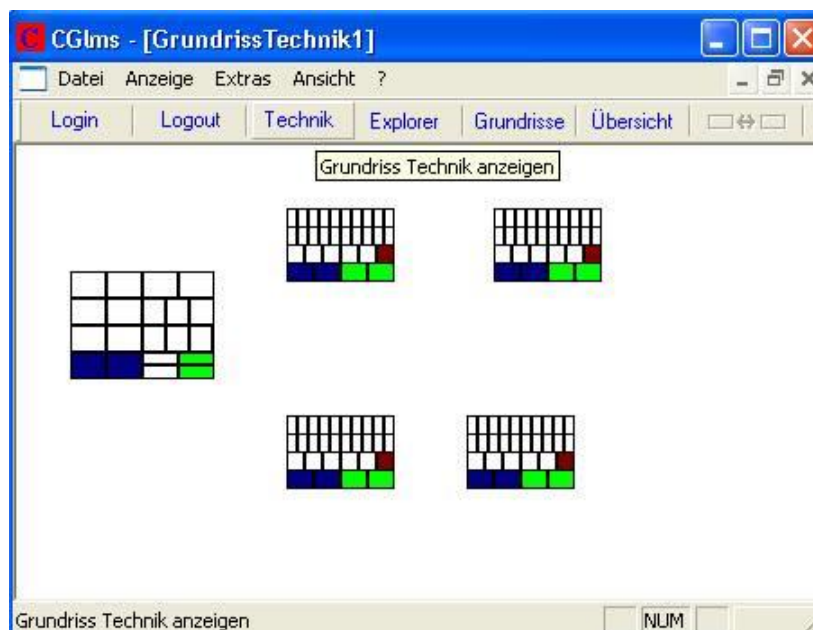 C CGlms - [GrundrissTechnik1]
Datei Anzeige Extras Ansicht ?
Login Logout Technik Explorer Grundrisse Übersicht
Grundriss Technik anzeigen
Grundriss Technik anzeigen NUM